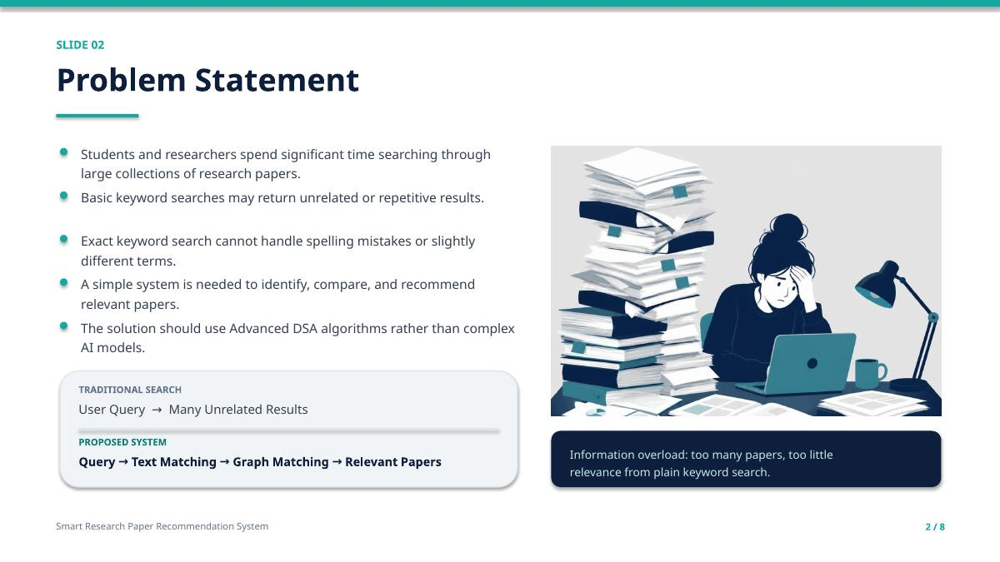 SLIDE 02
Problem Statement
Students and researchers spend significant time searching through
large collections of research papers.
Basic keyword searches may return unrelated or repetitive results.
Exact keyword search cannot handle spelling mistakes or slightly
different terms.
A simple system is needed to identify, compare, and recommend
relevant papers.
The solution should use Advanced DSA algorithms rather than complex
AI models.
TRADITIONAL SEARCH
User Query → Many Unrelated Results
PROPOSED SYSTEM
Query → Text Matching → Graph Matching → Relevant Papers
Information overload: too many papers, too little
relevance from plain keyword search.
Smart Research Paper Recommendation System
2 / 8